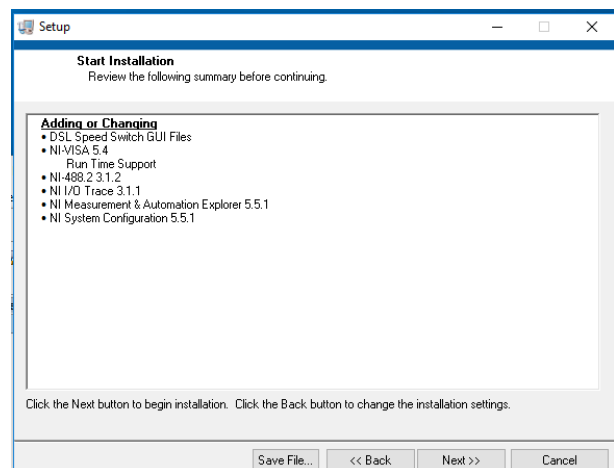 Setup
Start Installation
Review the following summary before continuing.
Adding or Changing
• DSL Speed Switch GUI Files
• NI-VISA 5.4
Run Time Support
• NI-488.2 3.1.2
• NI I/O Trace 3.1.1
• NI Measurement & Automation Explorer 5.5.1
• NI System Configuration 5.5.1
Click the Next button to begin installation. Click the Back button to change the installation settings.
Save File... << Back Next >> Cancel